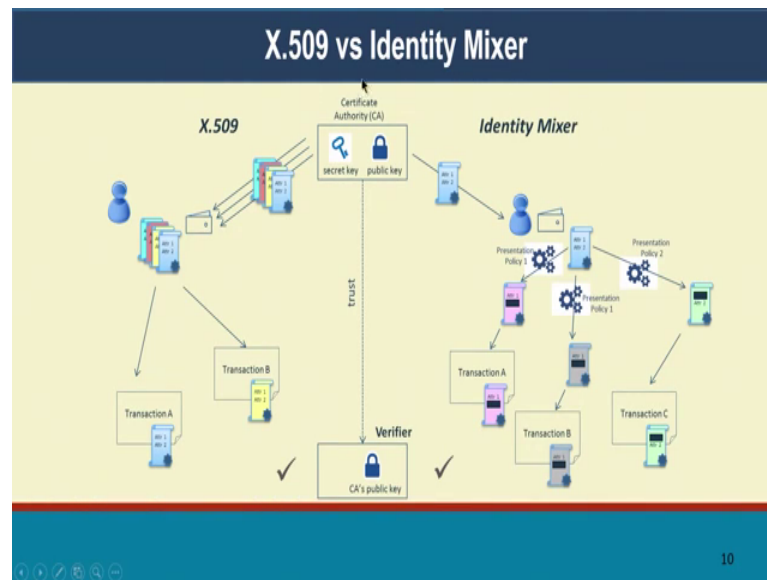 X.509 vs Identity Mixer
Certificate
Authority (CA)
X.509
Identity Mixer
secret key
public key
Presentation
Policy 1
Presentation
Policy 2
Presentation
Policy 1
trust
Transaction A
Transaction B
Transaction A
Transaction B
Transaction C
Verifier
CA's public key
10